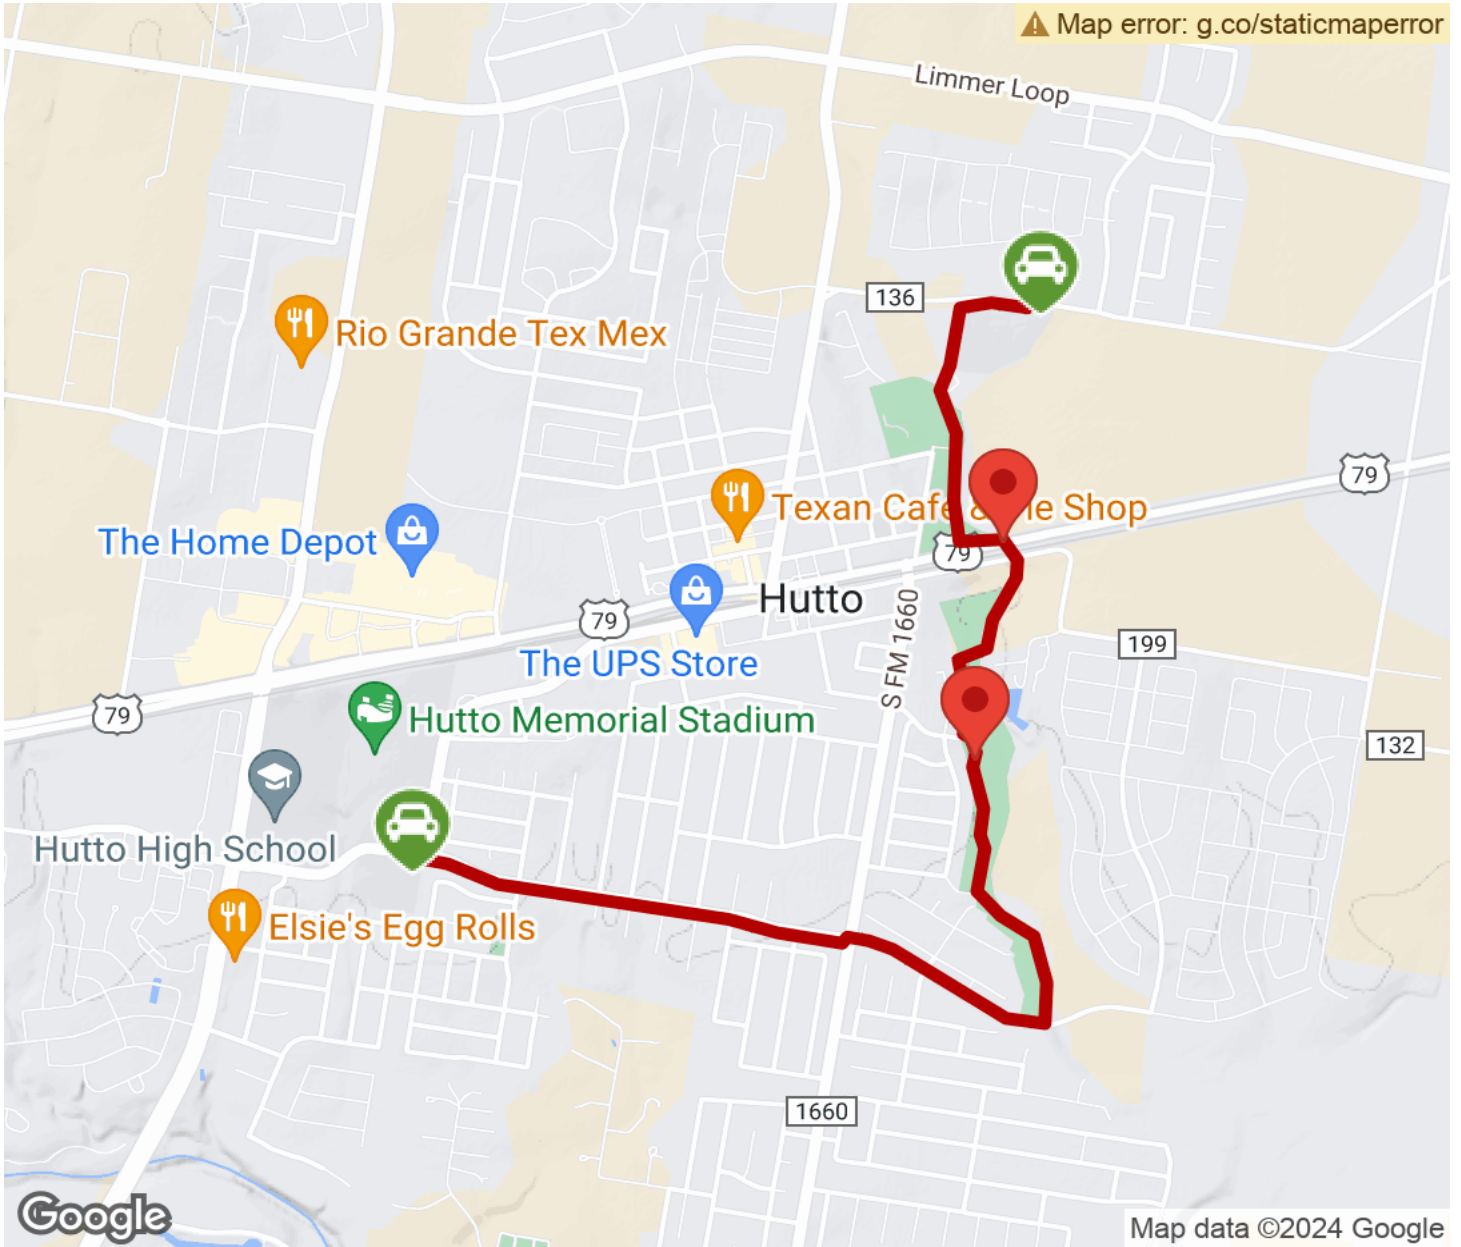 Map error: g.co/staticmaperror
Limmer Loop
136
Rio Grande Tex Mex
79
Texan Cafe & Pie Shop
The Home Depot
79
Hutto
79
S FM 1660
199
The UPS Store
79
Hutto Memorial Stadium
132
Hutto High School
Elsie's Egg Rolls
1660
Google
Map data ©2024 Google